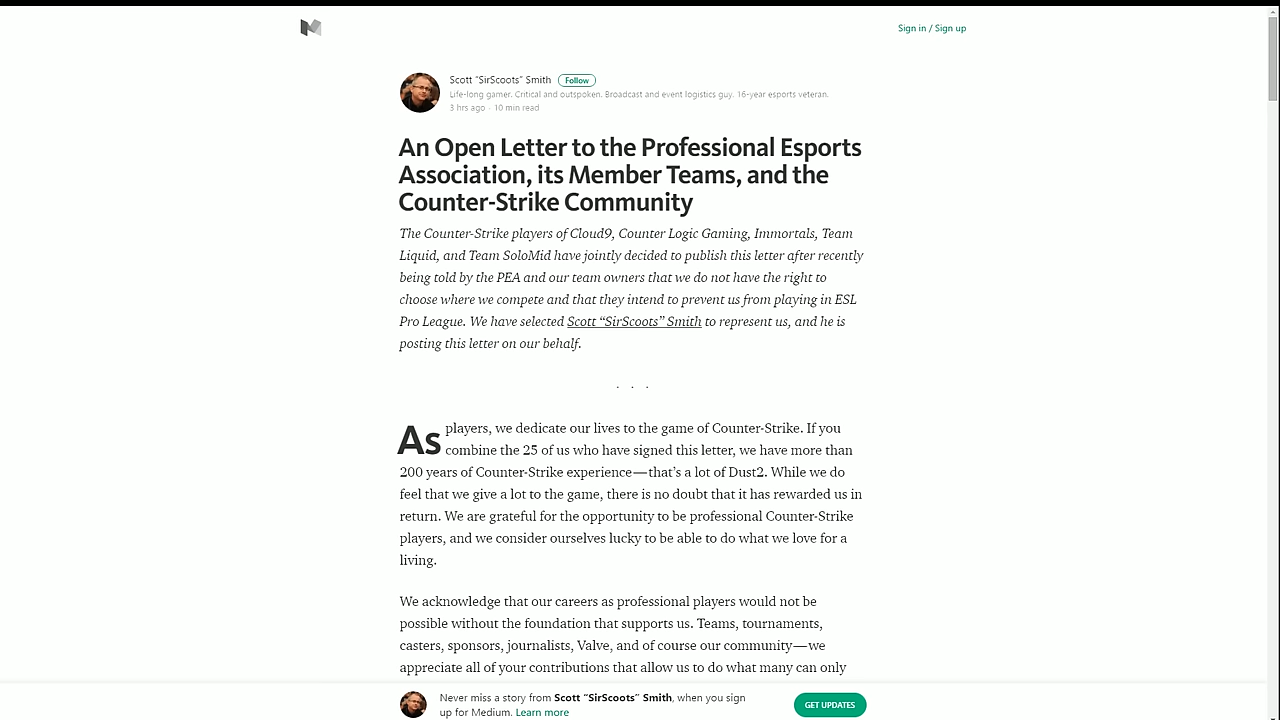 Sign in / Sign up
Scott “SirScoots” Smith Follow
Life-long gamer. Critical and outspoken. Broadcast and event logistics guy. 16-year esports veteran.
3 hrs ago · 10 min read
An Open Letter to the Professional Esports
Association, its Member Teams, and the
Counter-Strike Community
The Counter-Strike players of Cloud9, Counter Logic Gaming, Immortals, Team
Liquid, and Team SoloMid have jointly decided to publish this letter after recently
being told by the PEA and our team owners that we do not have the right to
choose where we compete and that they intend to prevent us from playing in ESL
Pro League. We have selected Scott “SirScoots” Smith to represent us, and he is
posting this letter on our behalf.
. . .
As players, we dedicate our lives to the game of Counter-Strike. If you
combine the 25 of us who have signed this letter, we have more than
200 years of Counter-Strike experience—that’s a lot of Dust2. While we do
feel that we give a lot to the game, there is no doubt that it has rewarded us in
return. We are grateful for the opportunity to be professional Counter-Strike
players, and we consider ourselves lucky to be able to do what we love for a
living.
We acknowledge that our careers as professional players would not be
possible without the foundation that supports us. Teams, tournaments,
casters, sponsors, journalists, Valve, and of course our community—we
appreciate all of your contributions that allow us to do what many can only
Never miss a story from Scott “SirScoots” Smith, when you sign
up for Medium. Learn more
GET UPDATES